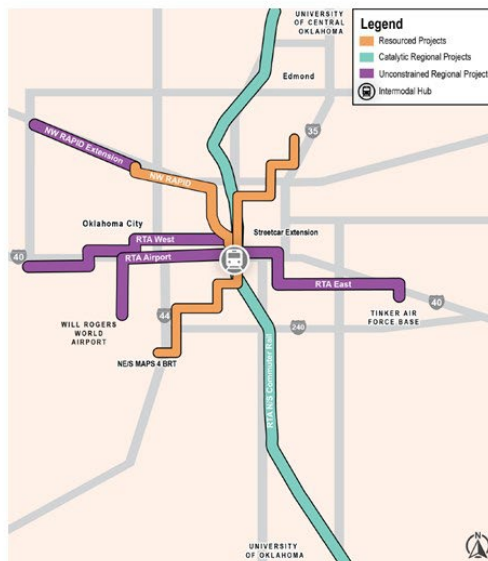 UNIVERSITY
OF CENTRAL
OKLAHOMA
Legend
Resourced Projects
Catalytic Regional Projects
Unconstrained Regional Project
Intermodal Hub
Edmond
35
NW RAPID Extension
NW RAPID
Oklahoma City
Streetcar Extension
RTA West
RTA Airport
40
RTA East
WILL ROGERS
WORLD
AIRPORT
44
TINKER AIR
FORCE BASE
40
240
NE/S MAPS 4 BRT
RTA N/S Commuter Rail
UNIVERSITY
OF OKLAHOMA
N